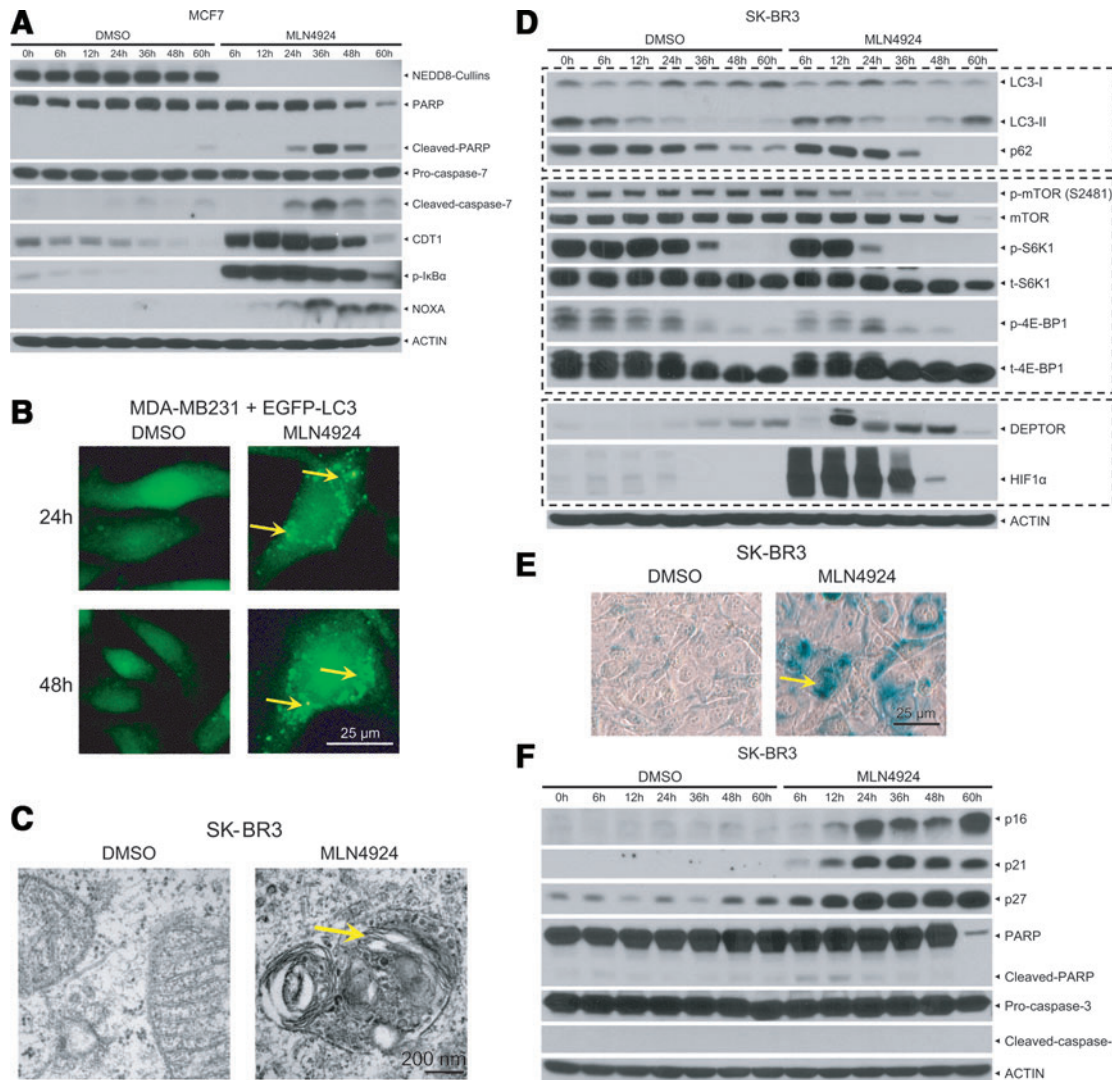 A
MCF7
DMSO MLN4924
0h 6h 12h 24h 36h 48h 60h 6h 12h 24h 36h 48h 60h
NEDD8-Cullins
PARP
Cleaved-PARP
Pro-caspase-7
Cleaved-caspase-7
CDT1
p-IκBα
NOXA
ACTIN
B
MDA-MB231 + EGFP-LC3
DMSO MLN4924
24h
48h
25 µm
C
SK-BR3
DMSO MLN4924
200 nm
D
SK-BR3
DMSO MLN4924
0h 6h 12h 24h 36h 48h 60h 6h 12h 24h 36h 48h 60h
LC3-I
LC3-II
p62
p-mTOR (S2481)
mTOR
p-S6K1
t-S6K1
p-4E-BP1
t-4E-BP1
DEPTOR
HIF1α
ACTIN
E
SK-BR3
DMSO MLN4924
25 µm
F
SK-BR3
DMSO MLN4924
0h 6h 12h 24h 36h 48h 60h 6h 12h 24h 36h 48h 60h
p16
p21
p27
PARP
Cleaved-PARP
Pro-caspase-3
Cleaved-caspase-
ACTIN